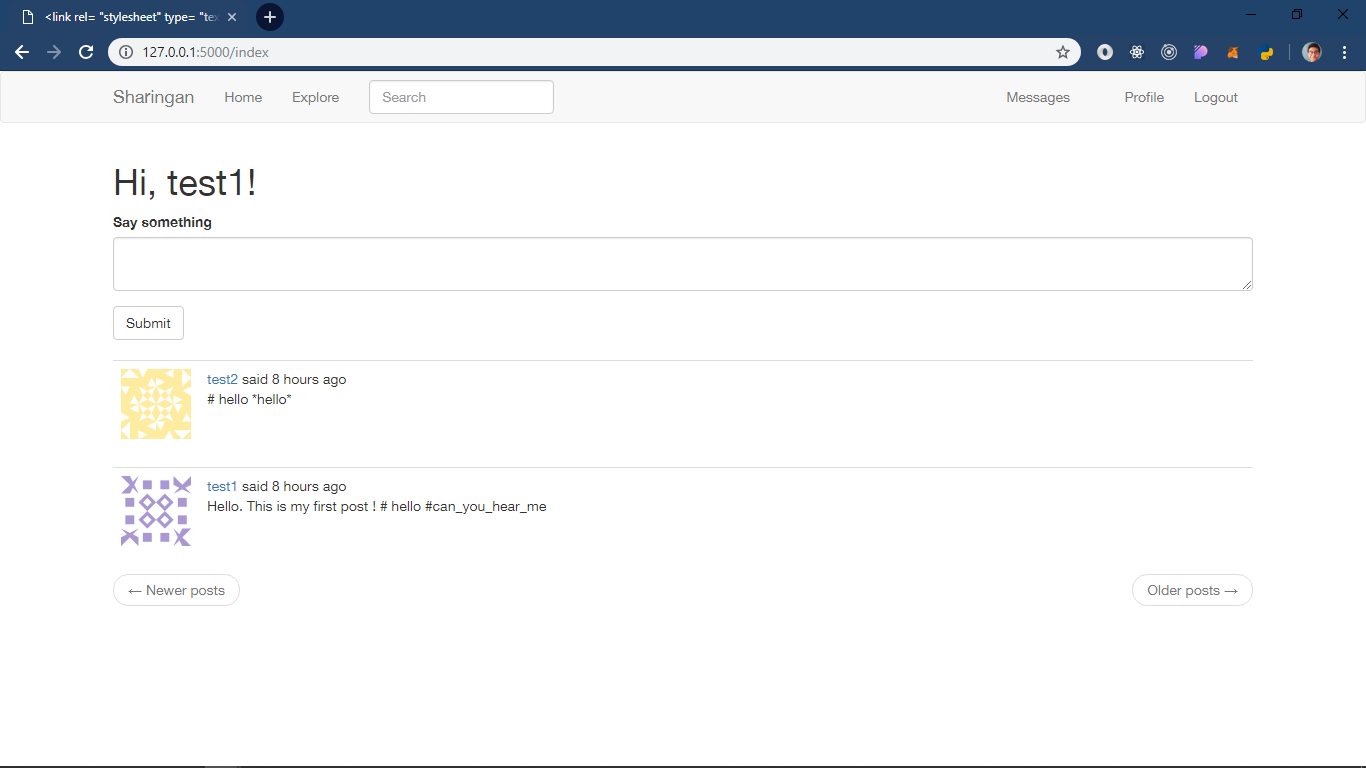 <link rel= "stylesheet" type= "tex
127.0.0.1:5000/index
Sharingan Home Explore Search Messages Profile Logout
Hi, test1!
Say something
Submit
test2 said 8 hours ago
# hello *hello*
test1 said 8 hours ago
Hello. This is my first post ! # hello #can_you_hear_me
← Newer posts Older posts →